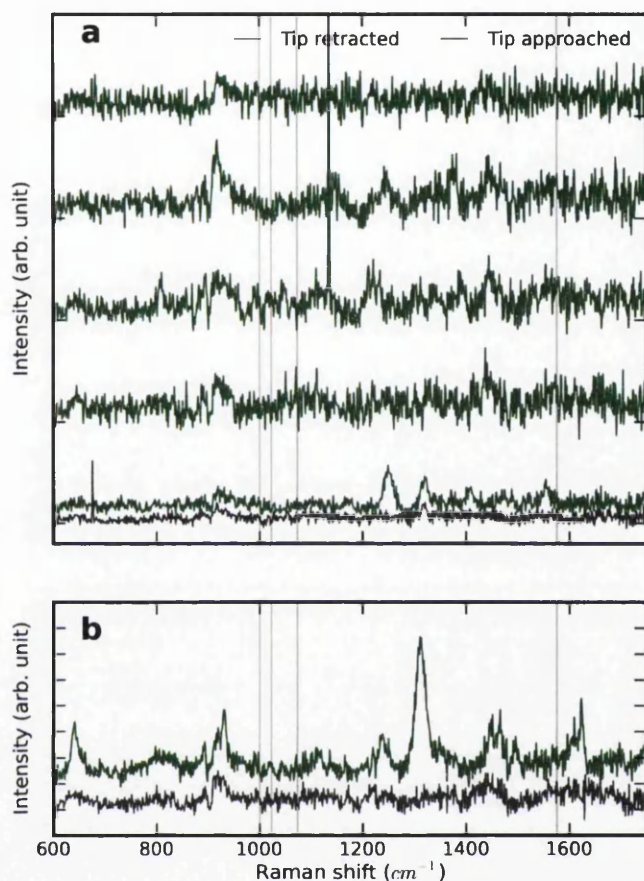 a
Tip retracted Tip approached
Intensity (arb. unit)
b
Intensity (arb. unit)
600 800 1000 1200 1400 1600
Raman shift (cm⁻¹)